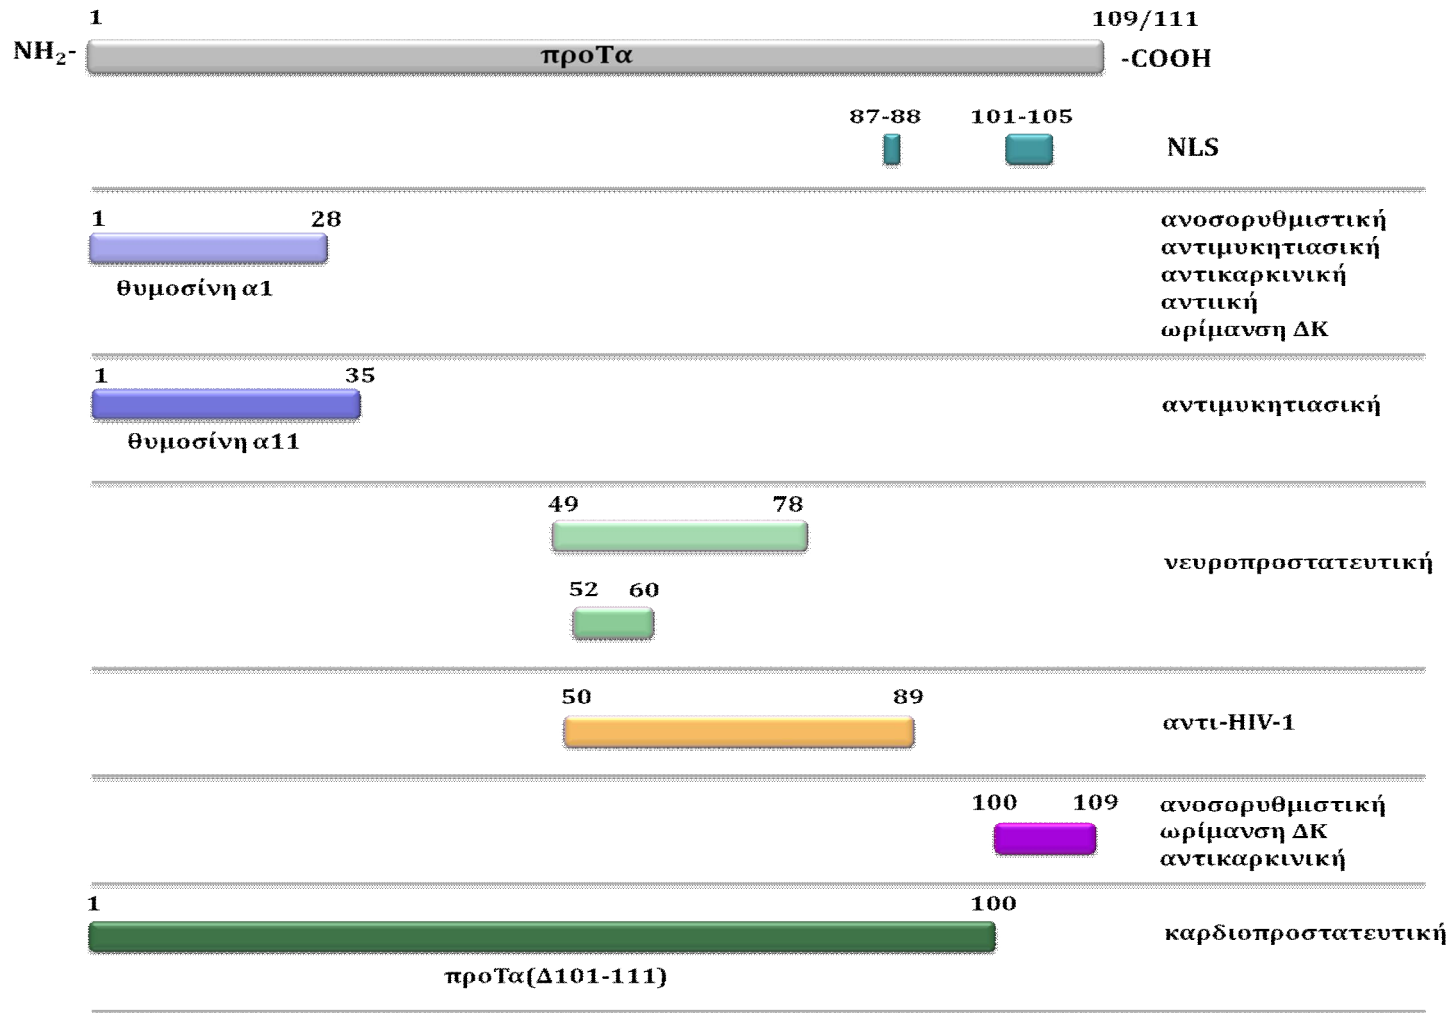 1 109/111
NH₂- προΤα -COOH
87-88 101-105
NLS
1 28
θυμοσίνη α1
ανοσορυθμιστική
αντιμυκητιασική
αντικαρκινική
αντιική
ωρίμανση ΔΚ
1 35
θυμοσίνη α11
αντιμυκητιασική
49 78
52 60
νευροπροστατευτική
50 89
αντι-HIV-1
100 109
ανοσορυθμιστική
ωρίμανση ΔΚ
αντικαρκινική
1 100
προΤα(Δ101-111)
καρδιοπροστατευτική